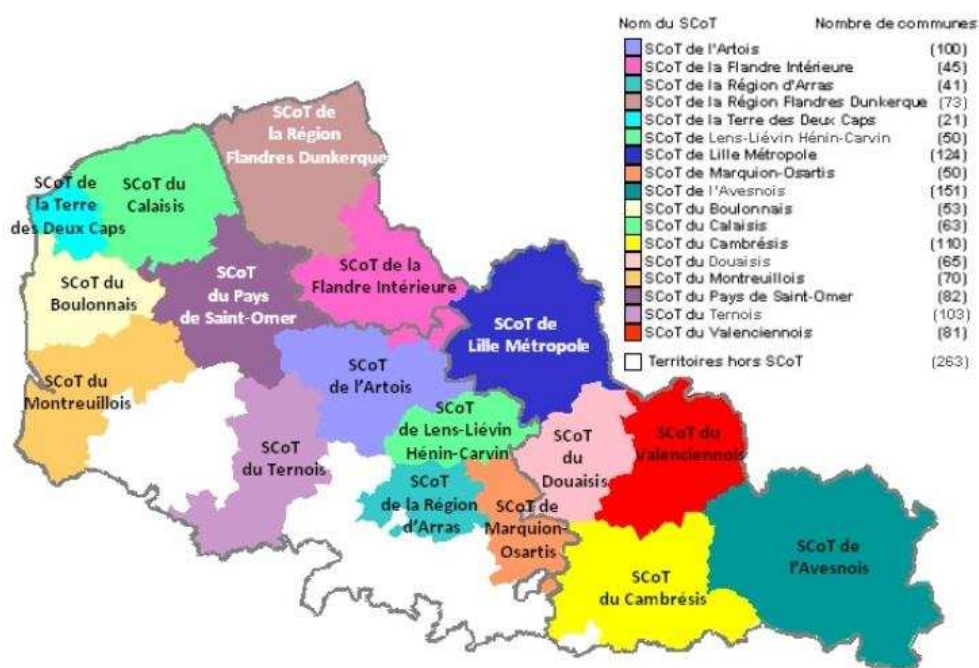 Nom du SCoT Nombre de communes
SCoT de l'Artois (100)
SCoT de la Flandre Intérieure (45)
SCoT de la Région d'Arras (41)
SCoT de la Région Flandres Dunkerque (73)
SCoT de la Terre des Deux Caps (21)
SCoT de Lens-Liévin Hénin-Carvin (50)
SCoT de Lille Métropole (124)
SCoT de Marquion-Osartis (50)
SCoT de l'Avesnois (151)
SCoT du Boulonnais (53)
SCoT du Calaisis (63)
SCoT du Cambrésis (110)
SCoT du Douaisis (65)
SCoT du Montreuillois (70)
SCoT du Pays de Saint-Omer (82)
SCoT du Ternois (103)
SCoT du Valenciennois (81)
Territoires hors SCoT (263)
SCoT de
la Région
Flandres Dunkerque
SCoT de
la Terre
des Deux Caps
SCoT du
Calaisis
SCoT du
Boulonnais
SCoT
du Pays
de Saint-Omer
SCoT de la
Flandre Intérieure
SCoT de
Lille Métropole
SCoT du
Montreuillois
SCoT
de l'Artois
SCoT
du Ternois
SCoT
de Lens-Liévin
Hénin-Carvin
SCoT
de la Région
d'Arras
SCoT de
Marquion-
Osartis
SCoT
du
Douaisis
SCoT du
Valenciennois
SCoT
du Cambrésis
SCoT de
l'Avesnois